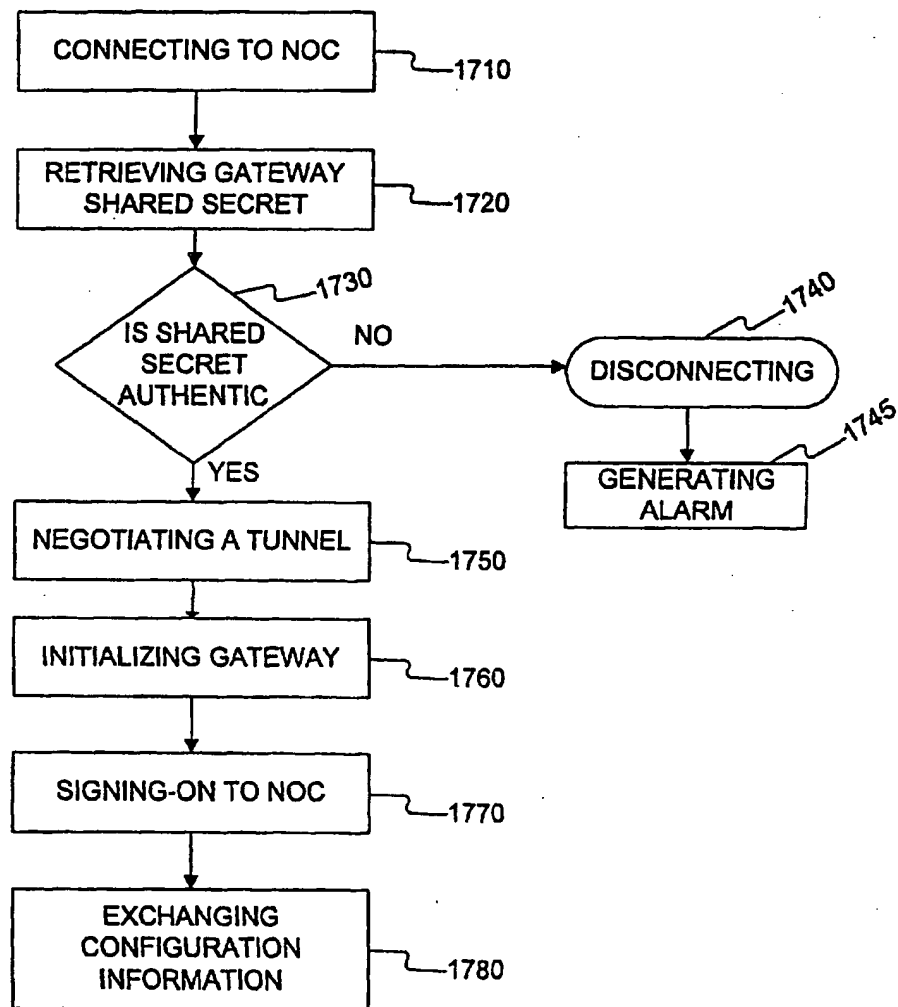 CONNECTING TO NOC
1710
RETRIEVING GATEWAY
SHARED SECRET
1720
1730
IS SHARED
SECRET
AUTHENTIC
NO
1740
DISCONNECTING
1745
GENERATING
ALARM
YES
NEGOTIATING A TUNNEL
1750
INITIALIZING GATEWAY
1760
SIGNING-ON TO NOC
1770
EXCHANGING
CONFIGURATION
INFORMATION
1780